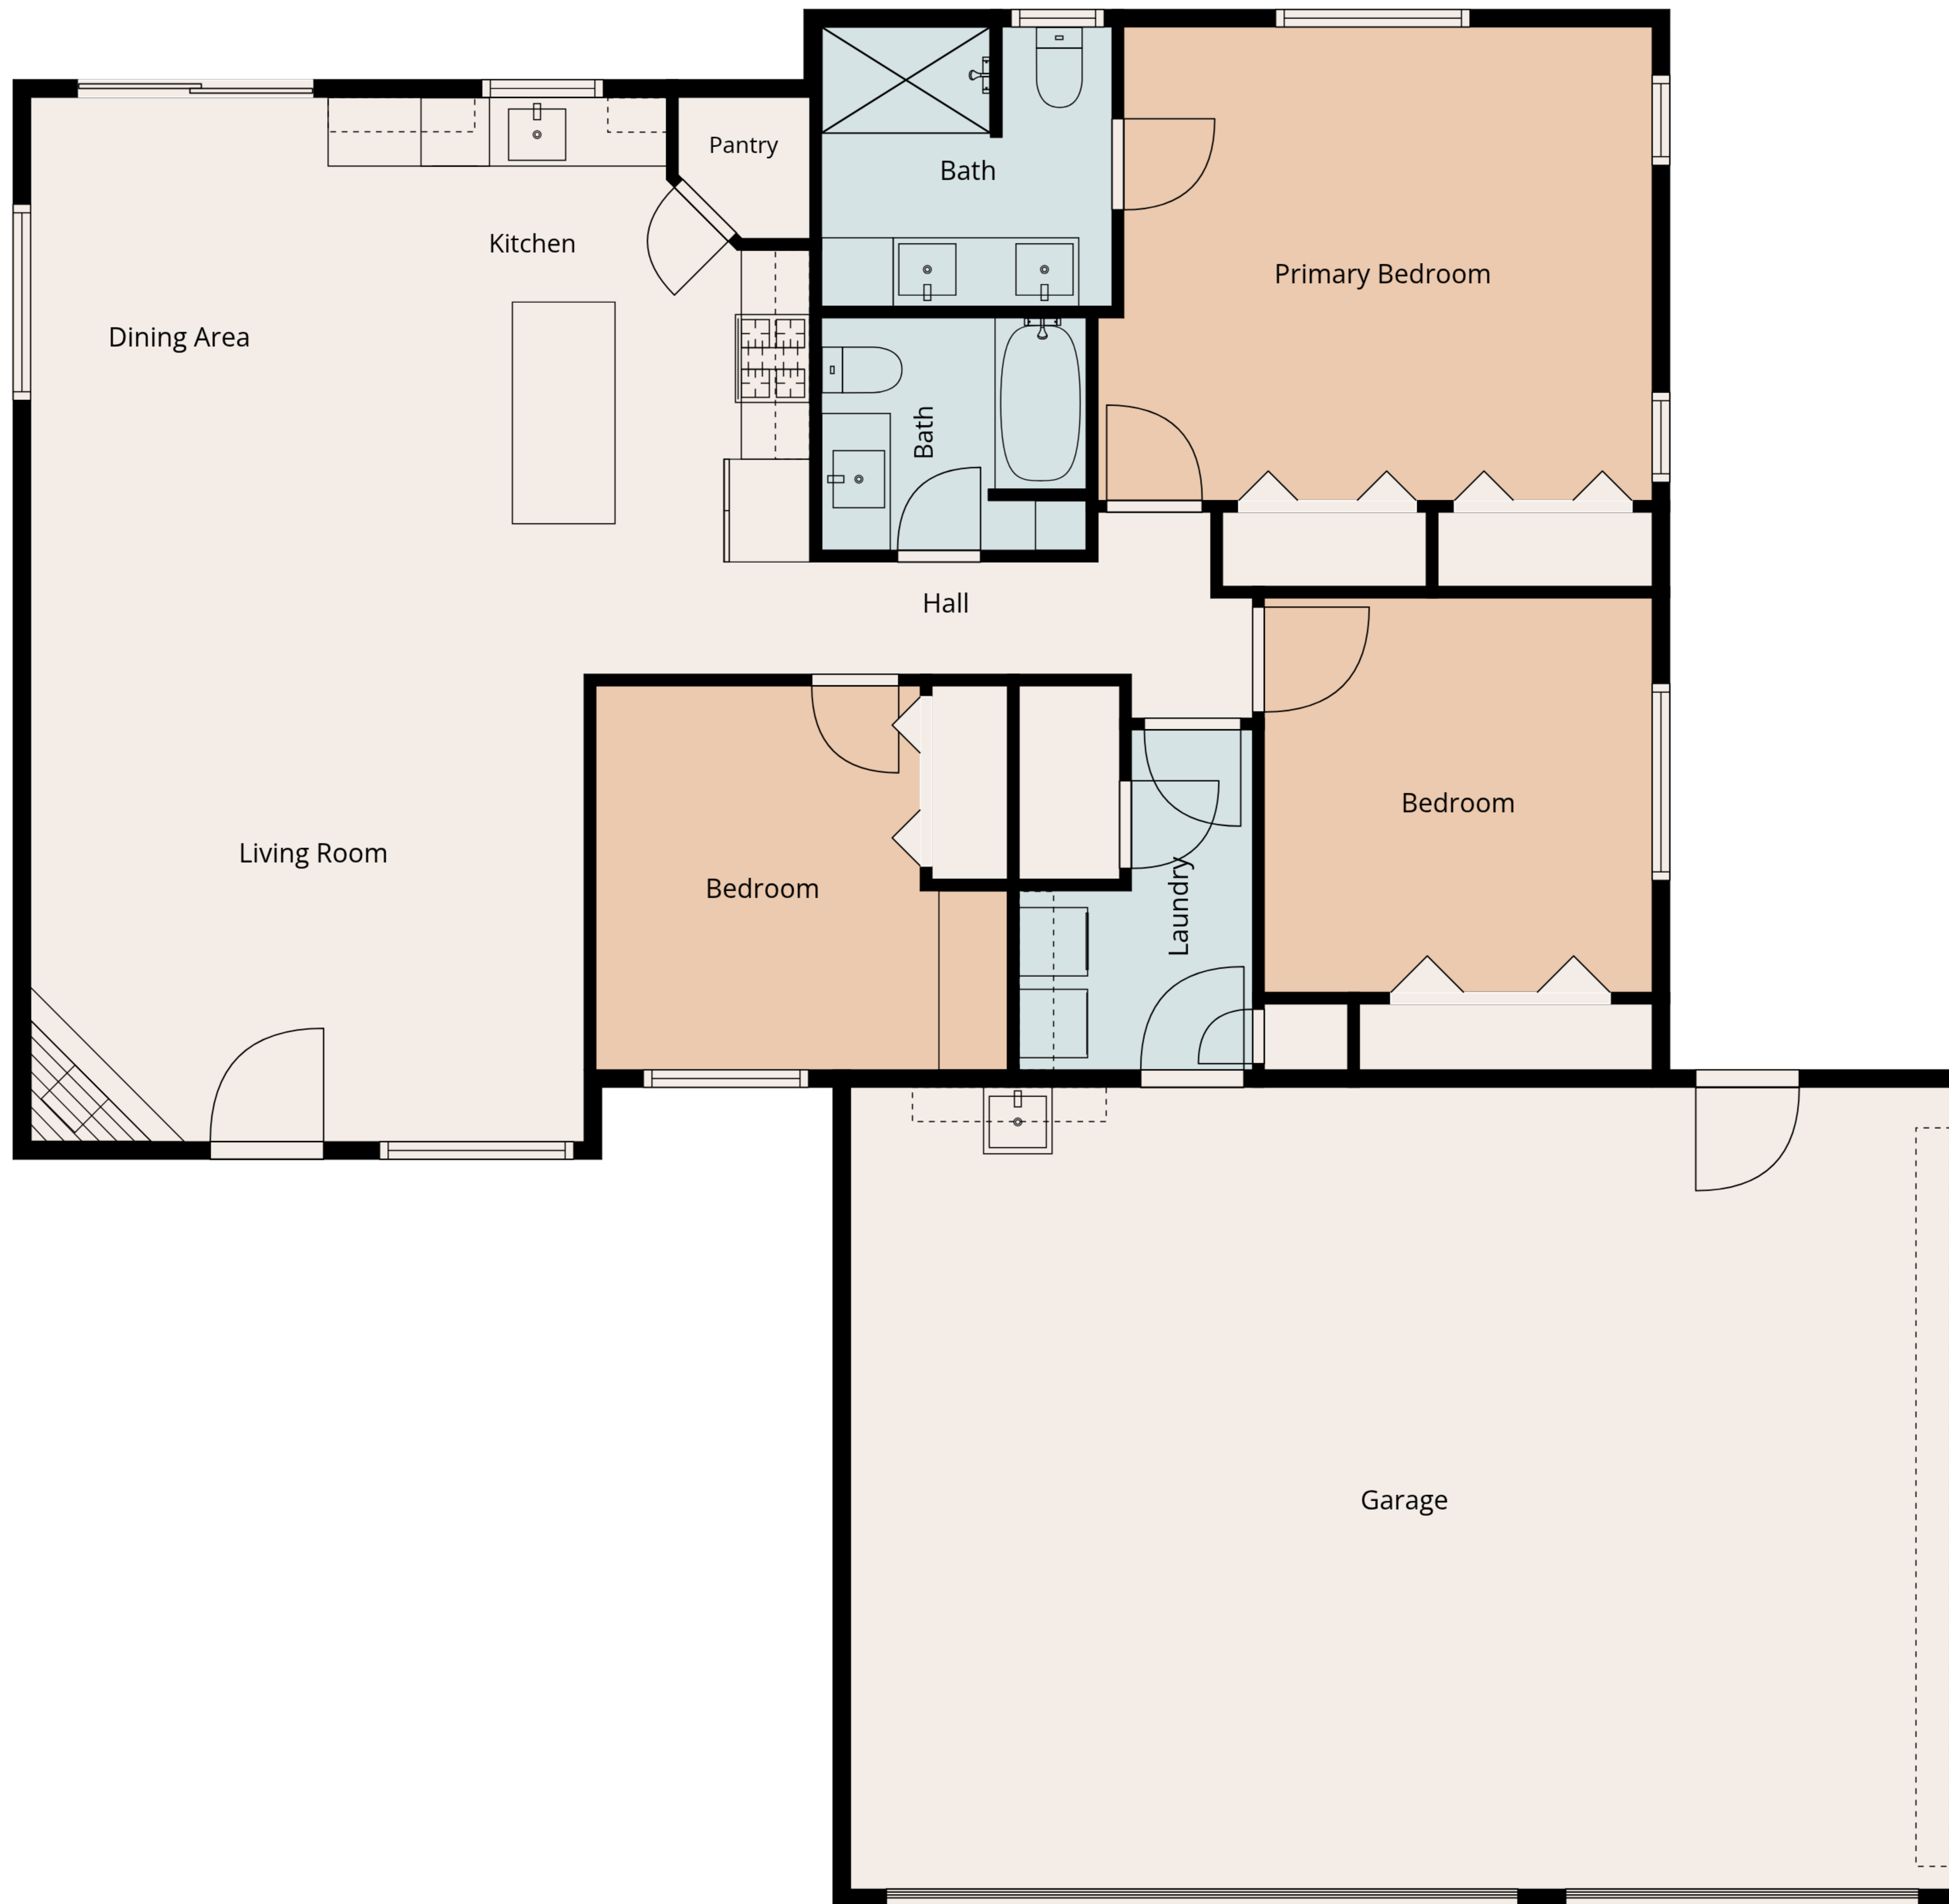 Pantry
Bath
Kitchen
Primary Bedroom
Dining Area
Bath
Hall
Bedroom
Living Room
Bedroom
Laundry
Garage